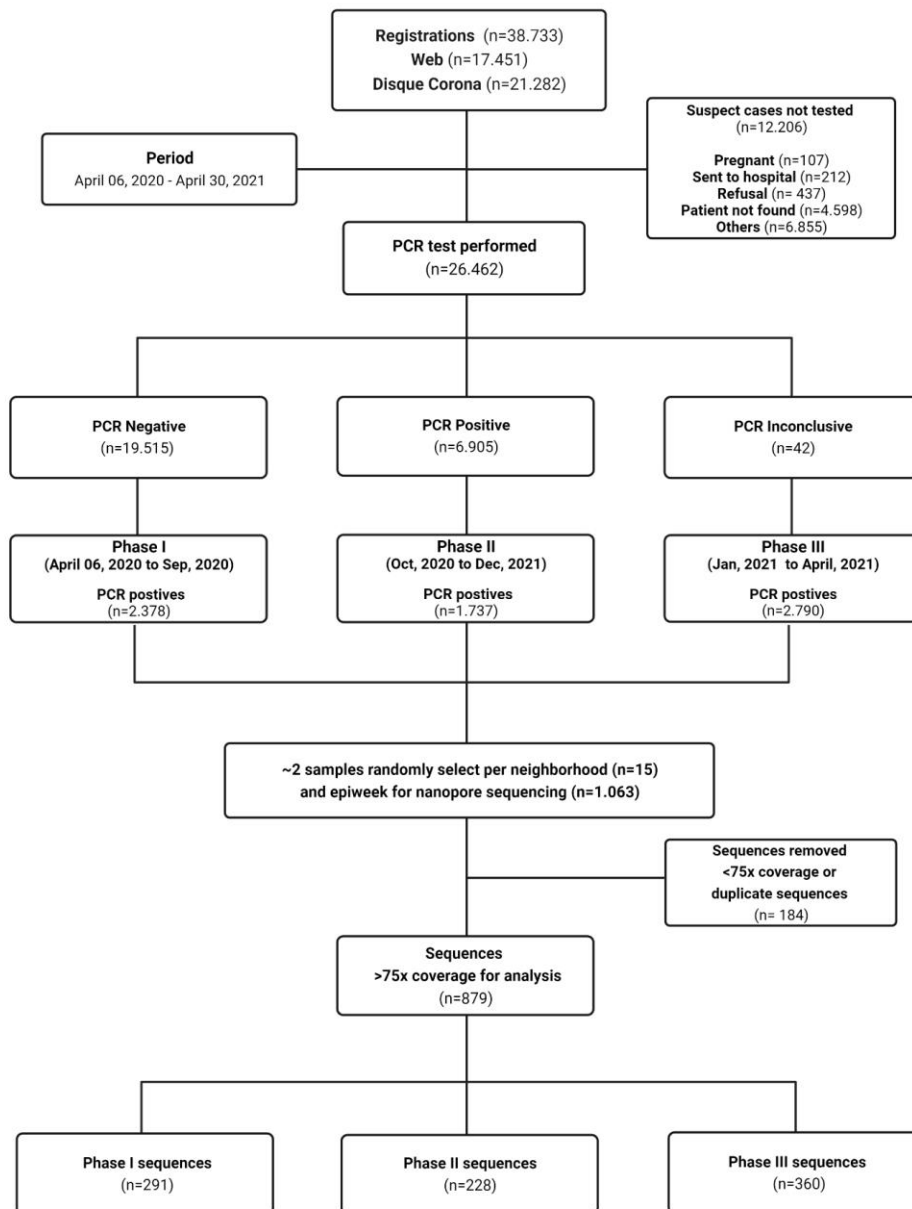 Registrations (n=38.733)
Web (n=17.451)
Disque Corona (n=21.282)
Suspect cases not tested
(n=12.206)
Pregnant (n=107)
Sent to hospital (n=212)
Refusal (n= 437)
Patient not found (n=4.598)
Others (n=6.855)
Period
April 06, 2020 - April 30, 2021
PCR test performed
(n=26.462)
PCR Negative
(n=19.515)
PCR Positive
(n=6.905)
PCR Inconclusive
(n=42)
Phase I
(April 06, 2020 to Sep, 2020)
PCR postives
(n=2.378)
Phase II
(Oct, 2020 to Dec, 2021)
PCR postives
(n=1.737)
Phase III
(Jan, 2021 to April, 2021)
PCR postives
(n=2.790)
~2 samples randomly select per neighborhood (n=15)
and epiweek for nanopore sequencing (n=1.063)
Sequences removed
<75x coverage or
duplicate sequences
(n= 184)
Sequences
>75x coverage for analysis
(n=879)
Phase I sequences
(n=291)
Phase II sequences
(n=228)
Phase III sequences
(n=360)